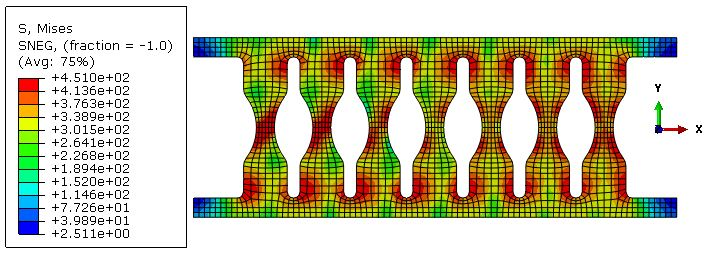 S, Mises
SNEG, (fraction = -1.0)
(Avg: 75%)
+4.510e+02
+4.136e+02
+3.763e+02
+3.389e+02
+3.015e+02
+2.641e+02
+2.268e+02
+1.894e+02
+1.520e+02
+1.146e+02
+7.726e+01
+3.989e+01
+2.511e+00
Y
X